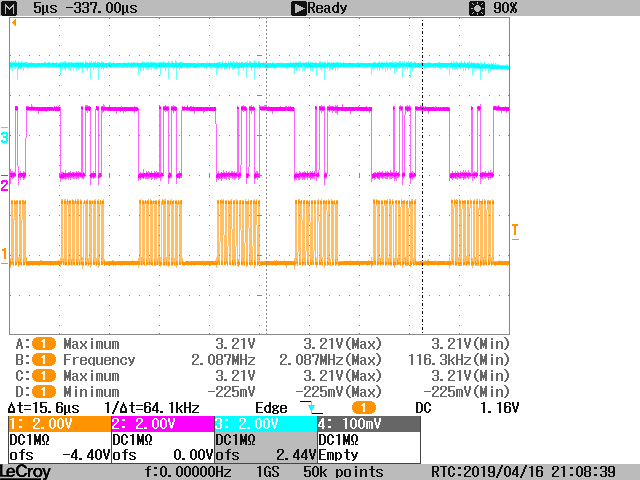 M 5µs -337.00µs Ready 90%
3
2
T
1
A: 1 Maximum 3.21V 3.21V(Max) 3.21V(Min)
B: 1 Frequency 2.087MHz 2.087MHz(Max) 116.3kHz(Min)
C: 1 Maximum 3.21V 3.21V(Max) 3.21V(Min)
D: 1 Minimum -225mV -225mV(Max) -225mV(Min)
Δt=15.6µs 1/Δt=64.1kHz Edge 1 DC 1.16V
1: 2.00V 2: 2.00V 3: 2.00V 4: 100mV
DC1MΩ DC1MΩ DC1MΩ DC1MΩ
ofs -4.40V ofs 0.00V ofs 2.44V Empty
LeCroy f:0.00000Hz 1GS 50k points RTC:2019/04/16 21:08:39